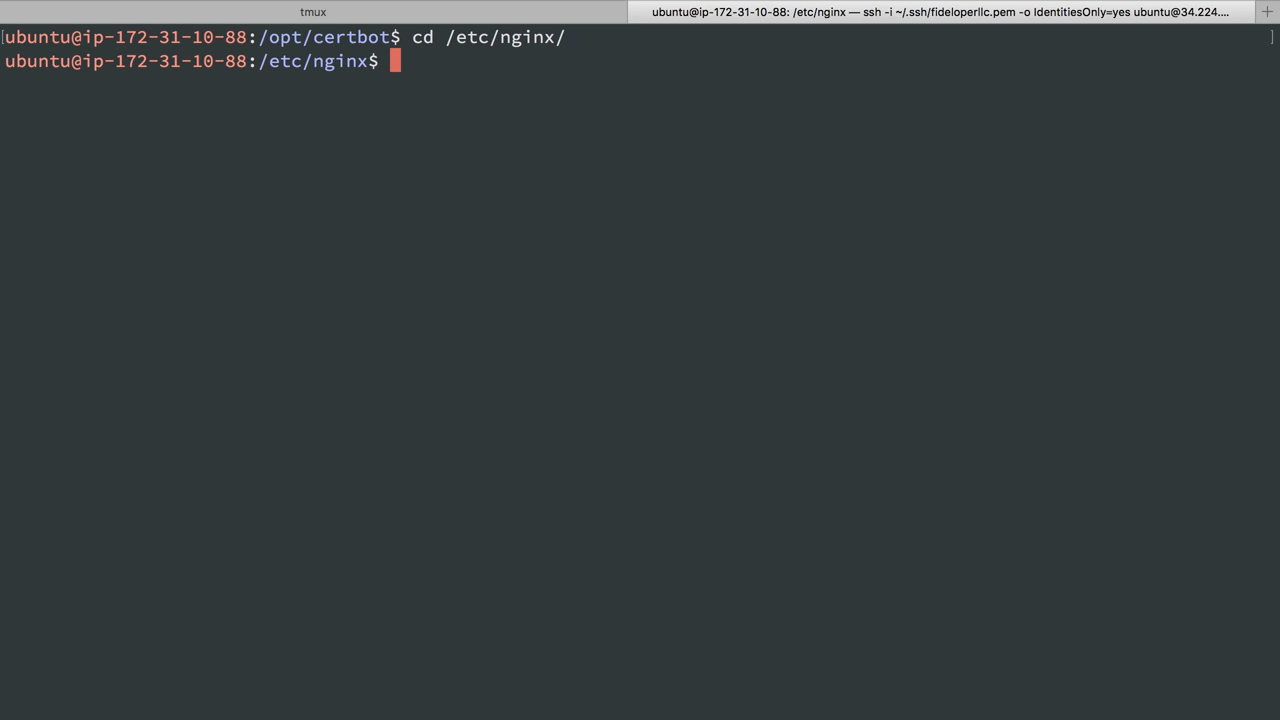 tmux
ubuntu@ip-172-31-10-88: /etc/nginx — ssh -i ~/.ssh/fideloperllc.pem -o IdentitiesOnly=yes ubuntu@34.224....
[ubuntu@ip-172-31-10-88:/opt/certbot$ cd /etc/nginx/ ]
ubuntu@ip-172-31-10-88:/etc/nginx$